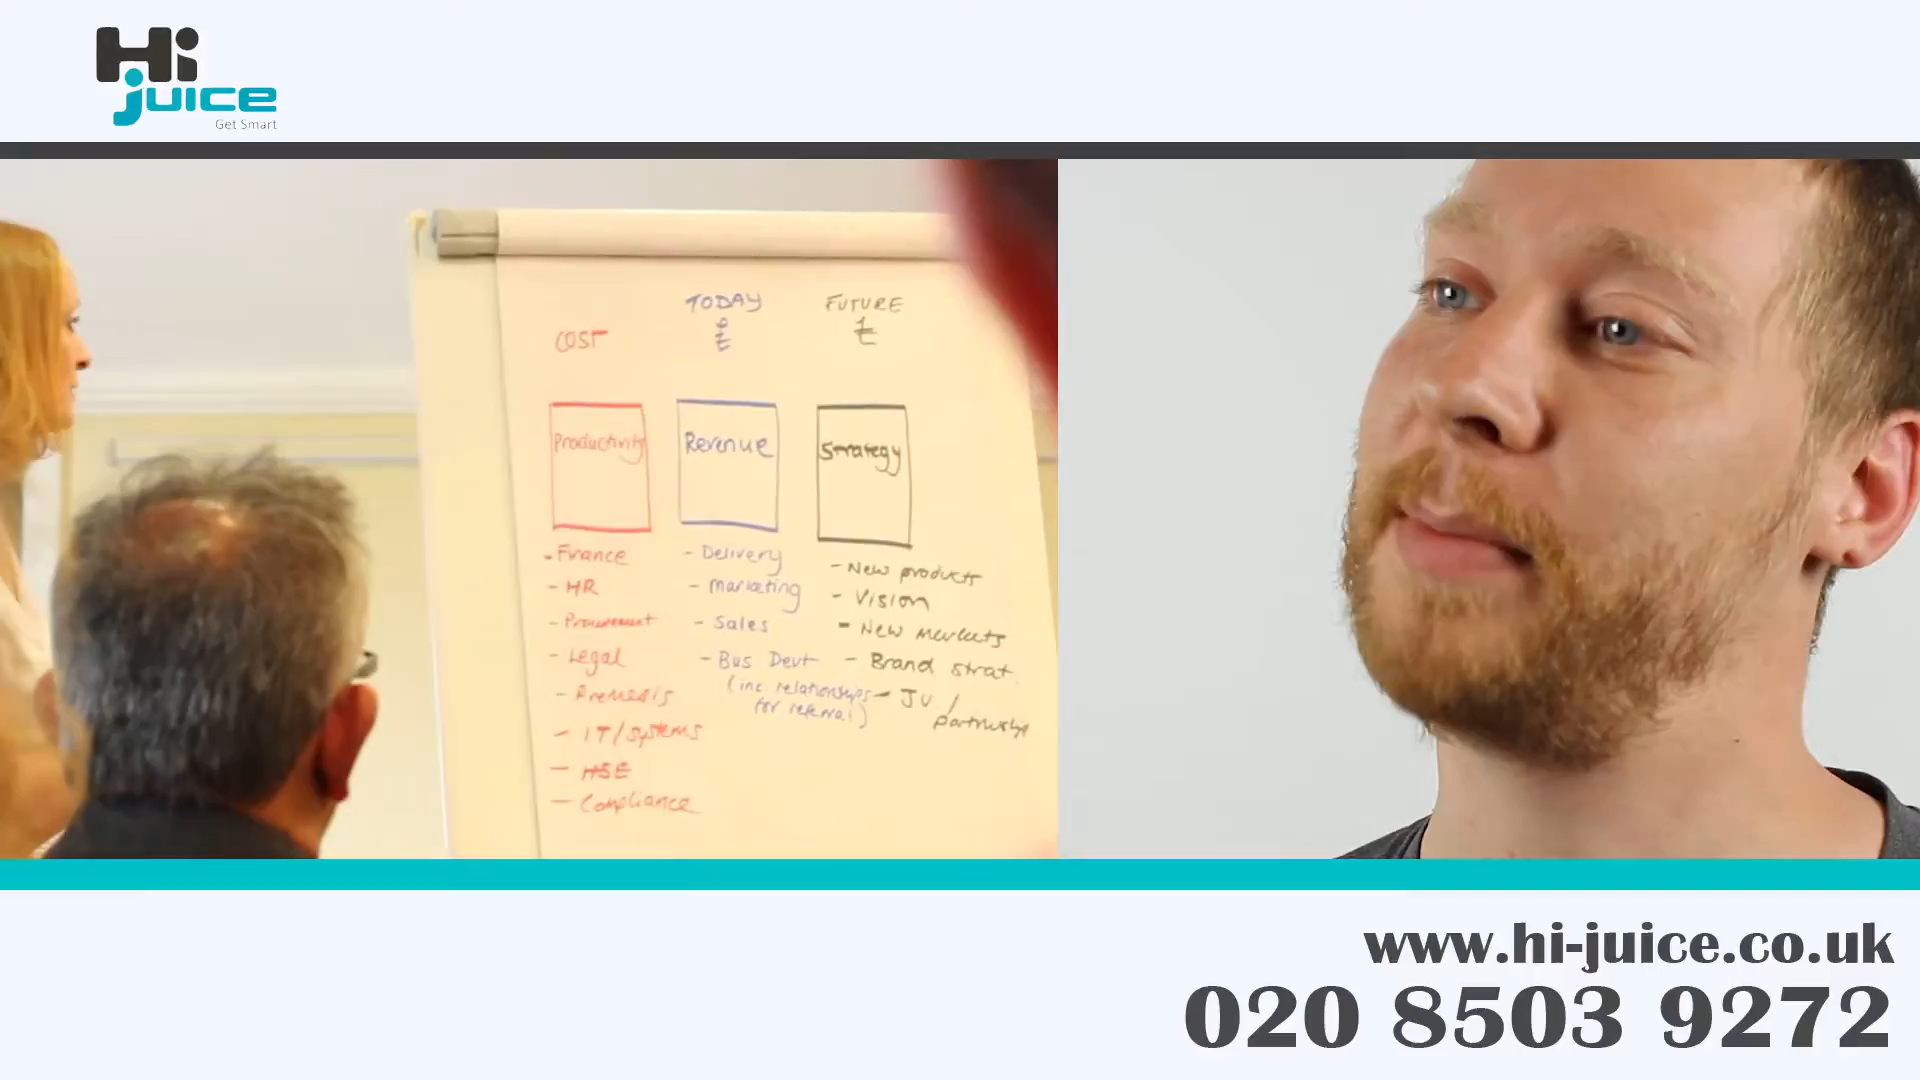 Hi
juice
Get Smart
COST
TODAY
£
FUTURE
£
Productivity
Revenue
Strategy
- Finance
- HR
- Procurement
- Legal
- Premesis
- IT/systems
- HSE
- Compliance
- Delivery
- marketing
- Sales
- Bus Devt
(inc relationships
for referral)
- New products
- Vision
- New markets
- Brand strat.
- JV /
partnership
www.hi-juice.co.uk
020 8503 9272